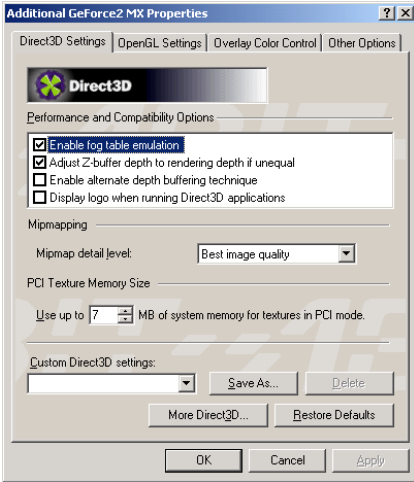 Additional GeForce2 MX Properties
Direct3D Settings OpenGL Settings Overlay Color Control Other Options
Direct3D
Performance and Compatibility Options
Enable fog table emulation
Adjust Z-buffer depth to rendering depth if unequal
Enable alternate depth buffering technique
Display logo when running Direct3D applications
Mipmapping
Mipmap detail level: Best image quality
PCI Texture Memory Size
Use up to 7 MB of system memory for textures in PCI mode.
Custom Direct3D settings:
Save As... Delete
More Direct3D... Restore Defaults
OK Cancel Apply